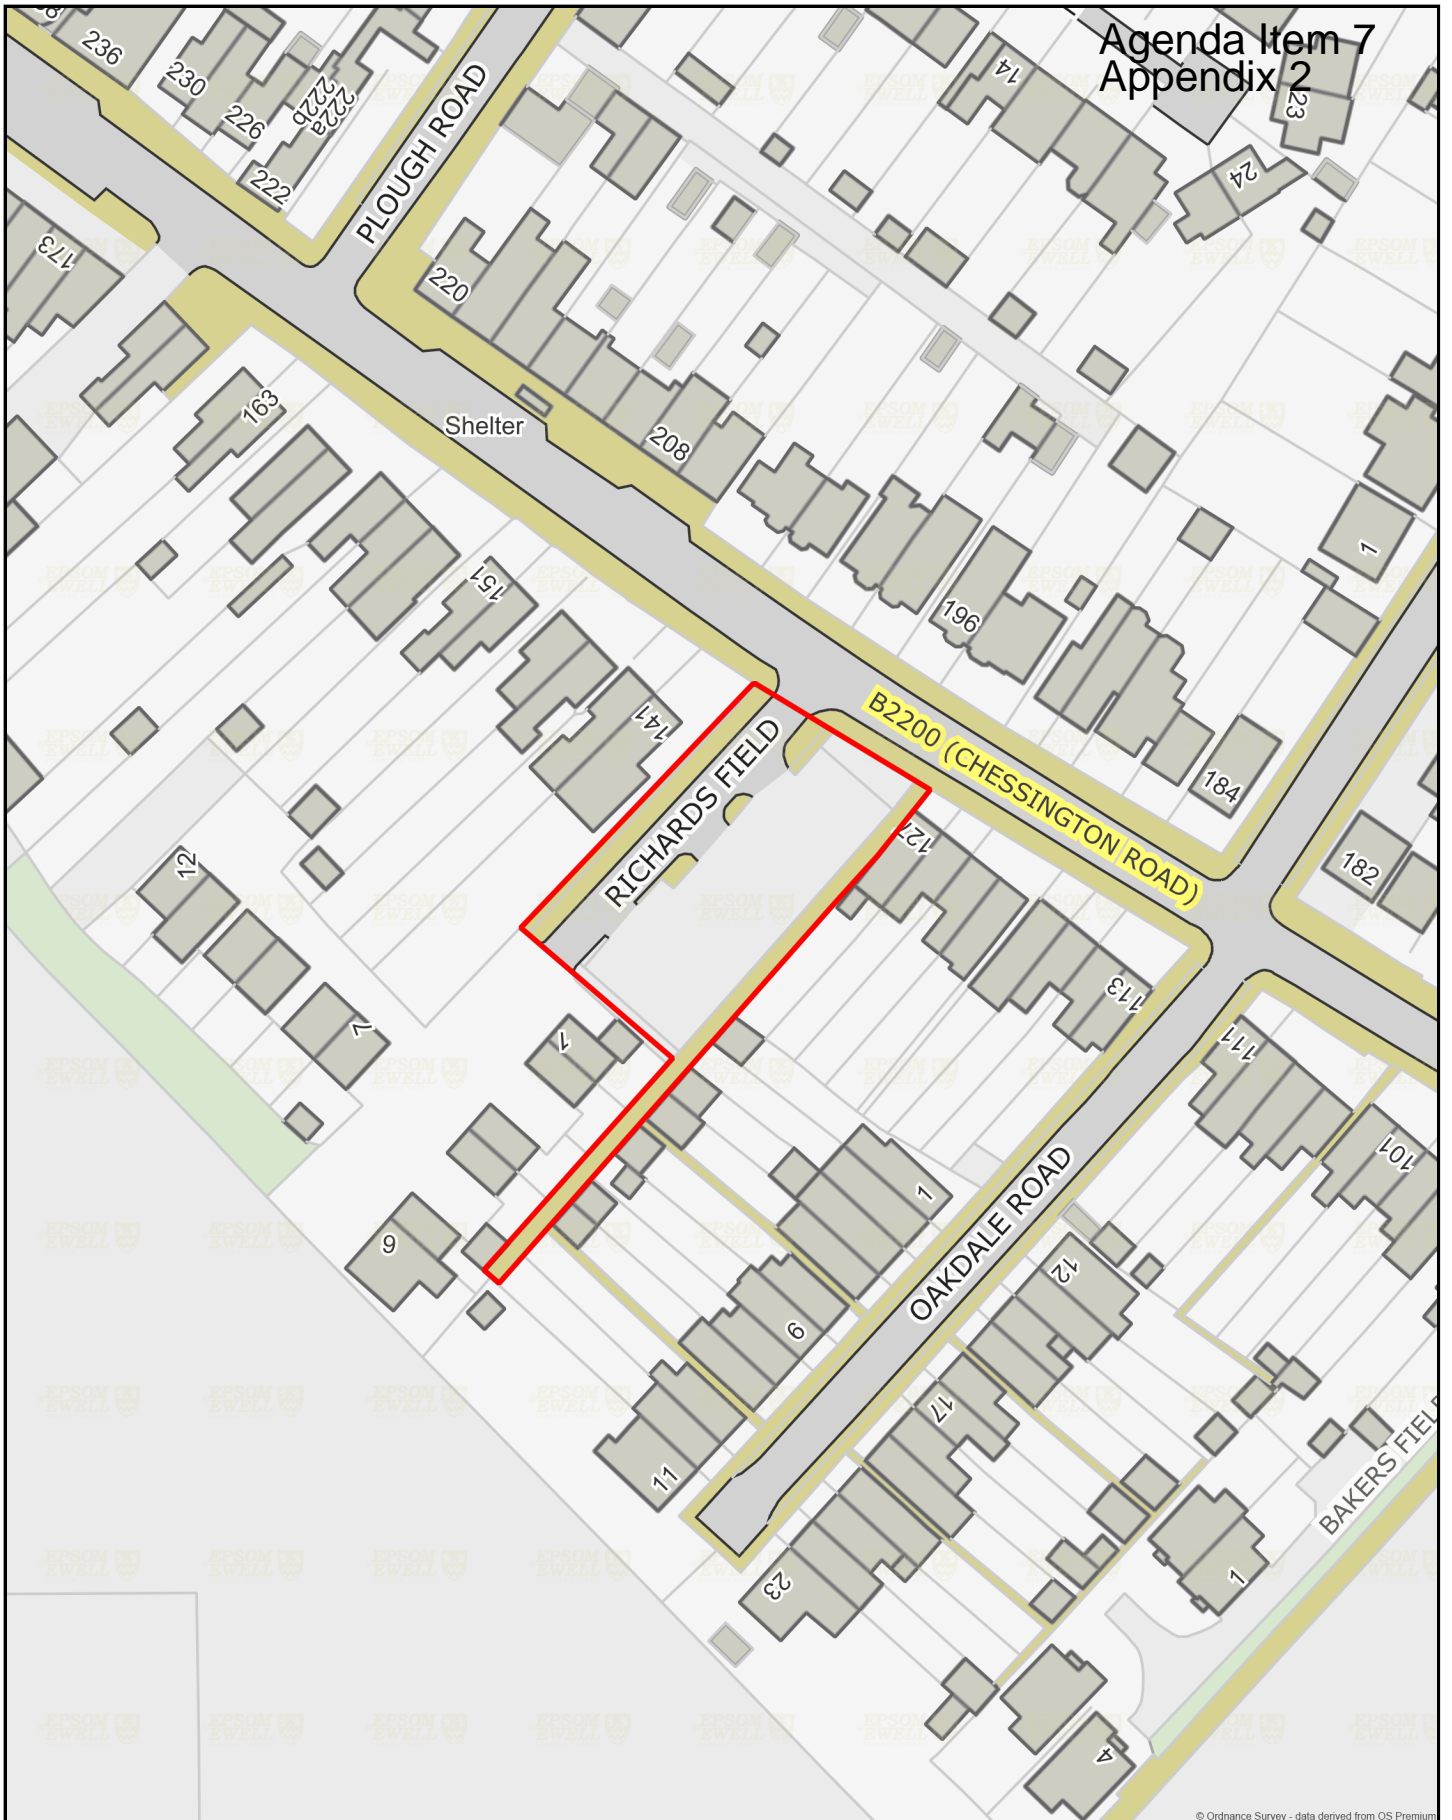 Agenda Item 7
Appendix 2
236
230
226
222b
222a
222
PLOUGH ROAD
14
23
24
173
220
163
Shelter
208
151
196
1
141
RICHARDS FIELD
B2200 (CHESSINGTON ROAD)
184
127
182
12
113
7
7
111
101
1
OAKDALE ROAD
9
12
6
17
11
BAKERS FIEL
23
1
4
EPSOM
EWELL
© Ordnance Survey - data derived from OS Premium